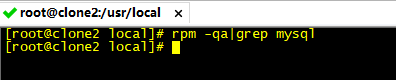 root@clone2:/usr/local
[root@clone2 local]# rpm -qa|grep mysql
[root@clone2 local]#